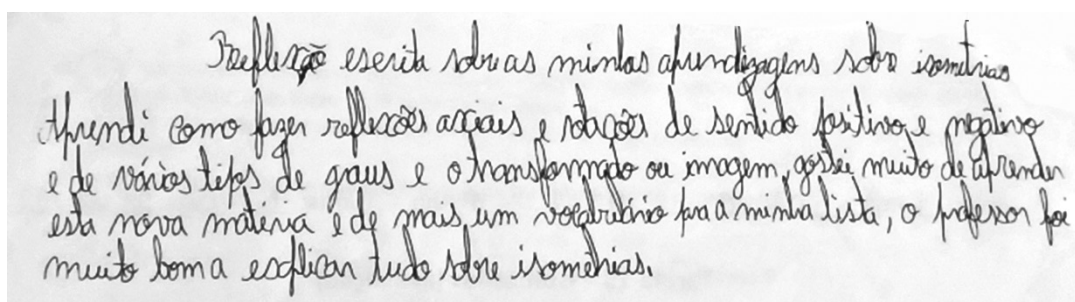 Reflexão escrita sobre as minhas aprendizagens sobre isometrias
Aprendi como fazer reflexões axiais e rotações de sentido positivo e negativo
e de vários tipos de graus e o transformado ou imagem, gostei muito de aprender
esta nova matéria e de mais um vocabulário para a minha lista, o professor foi
muito bom a explicar tudo sobre isometrias.